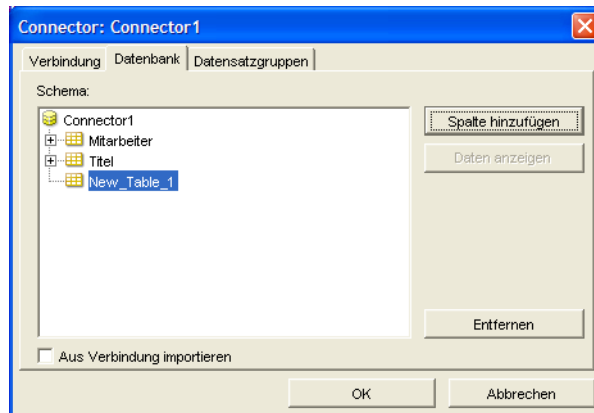 Connector: Connector1
Verbindung Datenbank Datensatzgruppen
Schema:
Connector1
Mitarbeiter
Titel
New_Table_1
Spalte hinzufügen
Daten anzeigen
Entfernen
Aus Verbindung importieren
OK Abbrechen